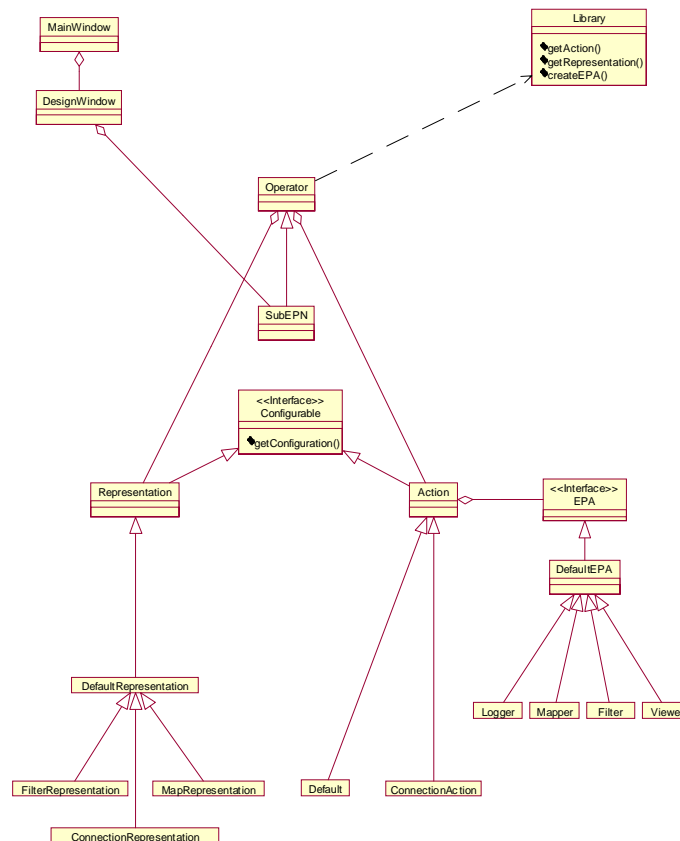 MainWindow
Library
getAction()
getRepresentation()
createEPA()
DesignWindow
Operator
SubEPN
<<Interface>>
Configurable
getConfiguration()
Representation
Action
<<Interface>>
EPA
DefaultEPA
DefaultRepresentation
Logger
Mapper
Filter
Viewer
FilterRepresentation
MapRepresentation
Default
ConnectionAction
ConnectionRepresentation